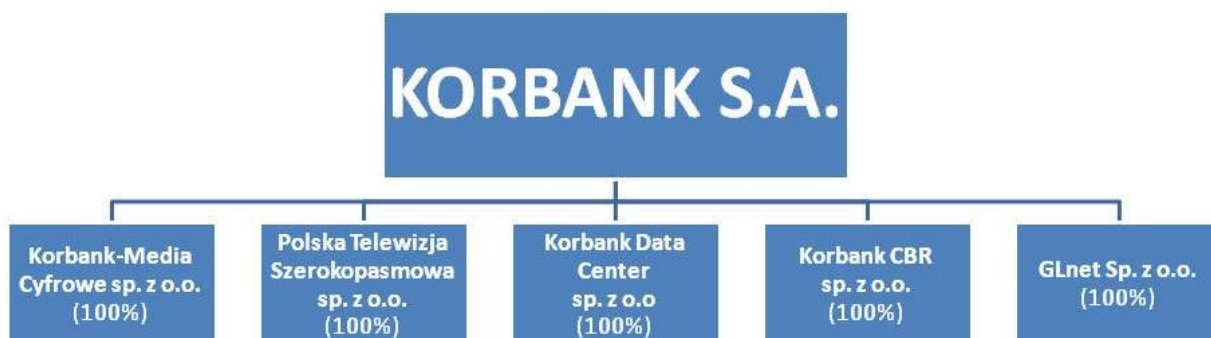 KORBANK S.A.
Korbank-Media
Cyfrowe sp. z o.o.
(100%)
Polska Telewizja
Szerokopasmowa
sp. z o.o.
(100%)
Korbank Data
Center
sp. z o.o
(100%)
Korbank CBR
sp. z o.o.
(100%)
GLnet Sp. z o.o.
(100%)